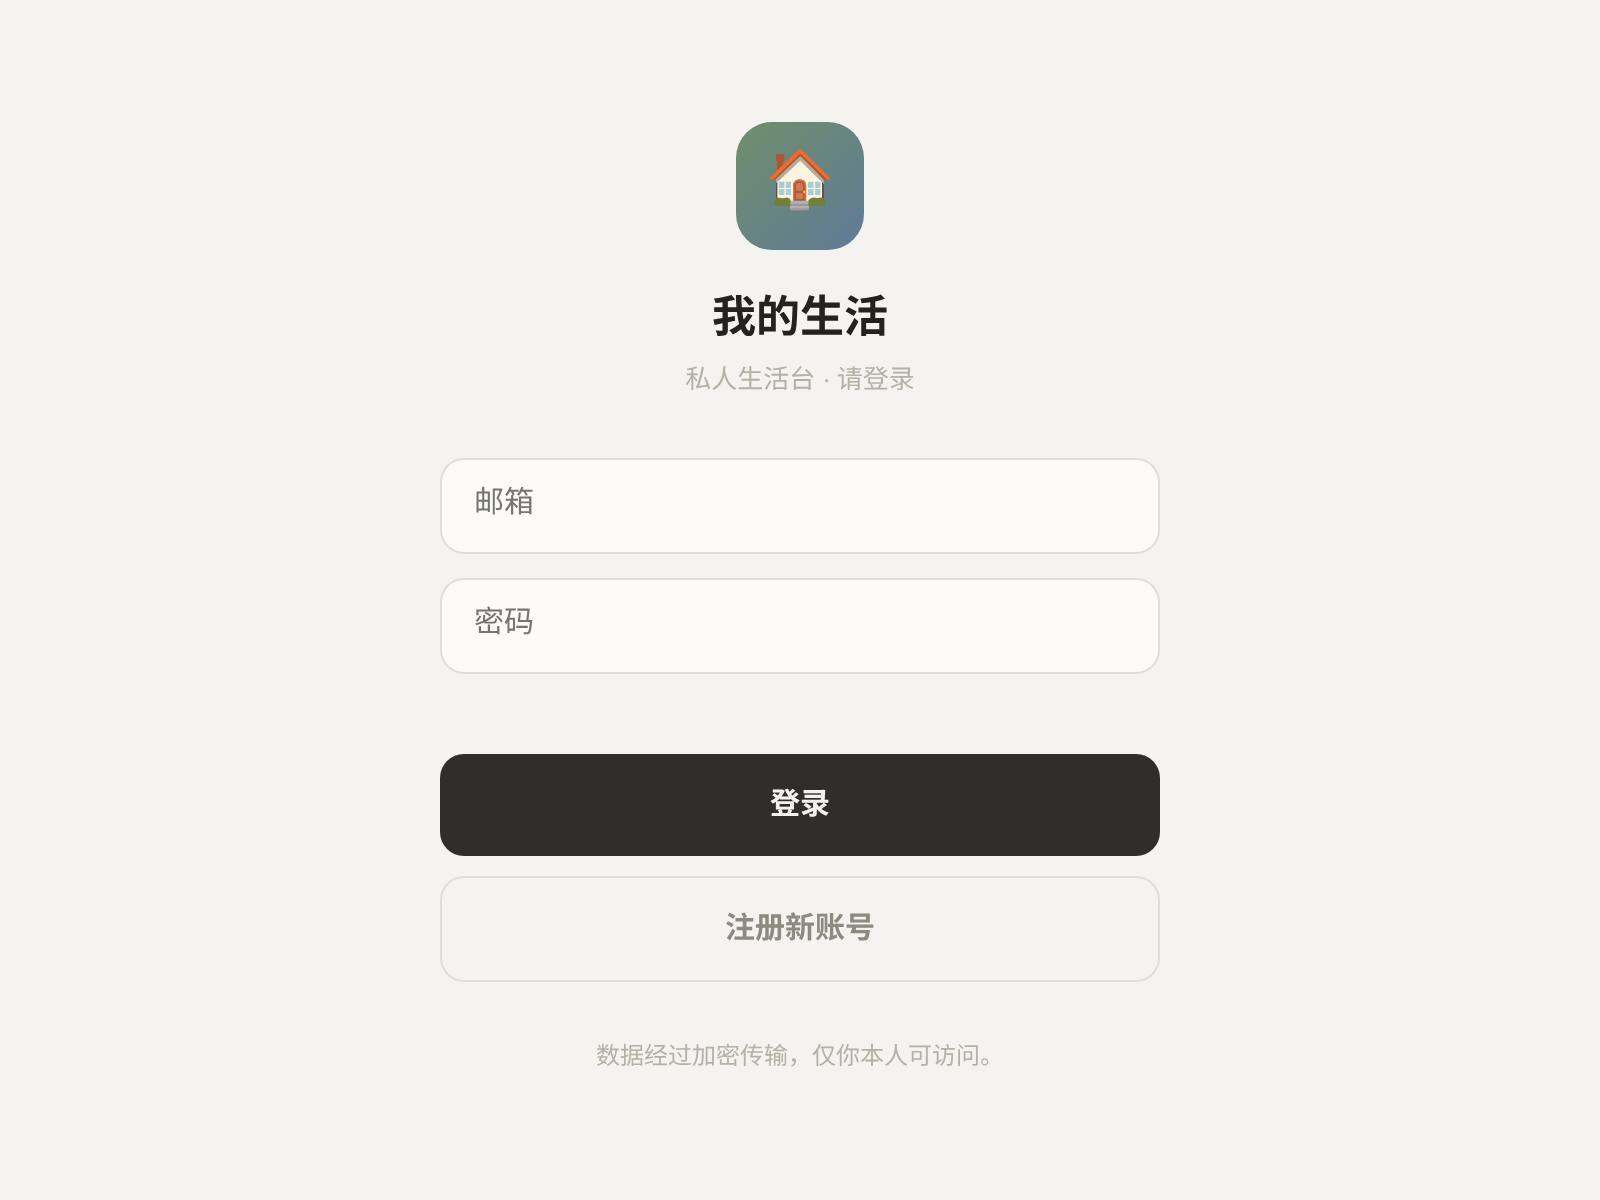 我的生活
私人生活台 · 请登录
邮箱
密码
登录
注册新账号
数据经过加密传输，仅你本人可访问。